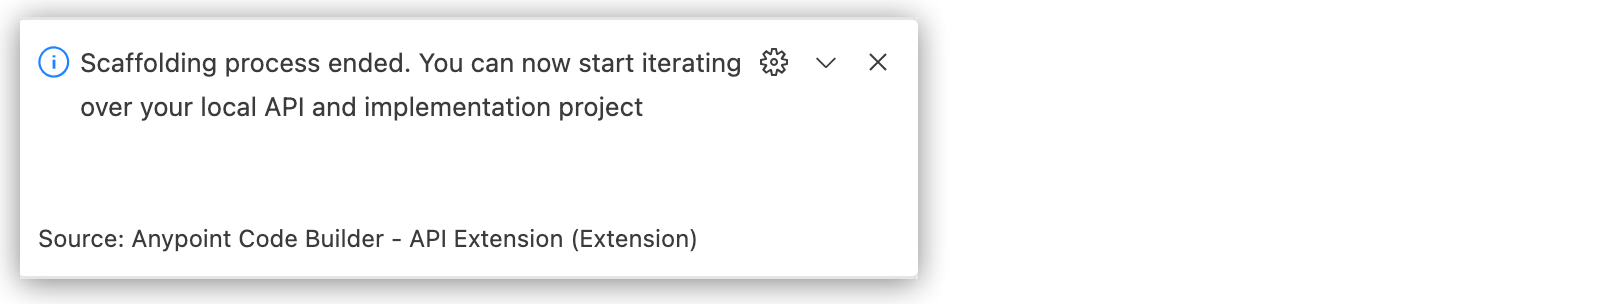 Scaffolding process ended. You can now start iterating
over your local API and implementation project
Source: Anypoint Code Builder - API Extension (Extension)